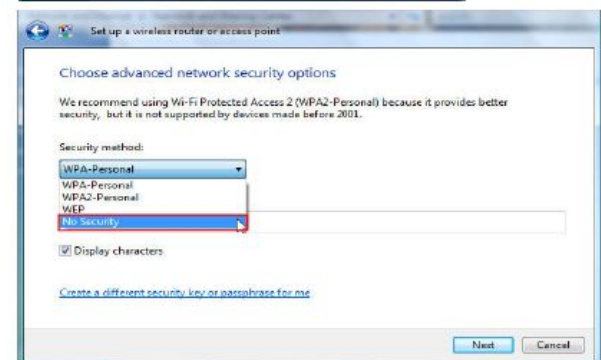 Set up a wireless router or access point
Choose advanced network security options
We recommend using Wi-Fi Protected Access 2 (WPA2-Personal) because it provides better
security, but it is not supported by devices made before 2001.
Security method:
WPA-Personal
WPA-Personal
WPA2-Personal
WEP
No Security
Display characters
Create a different security key or passphrase for me
Next
Cancel